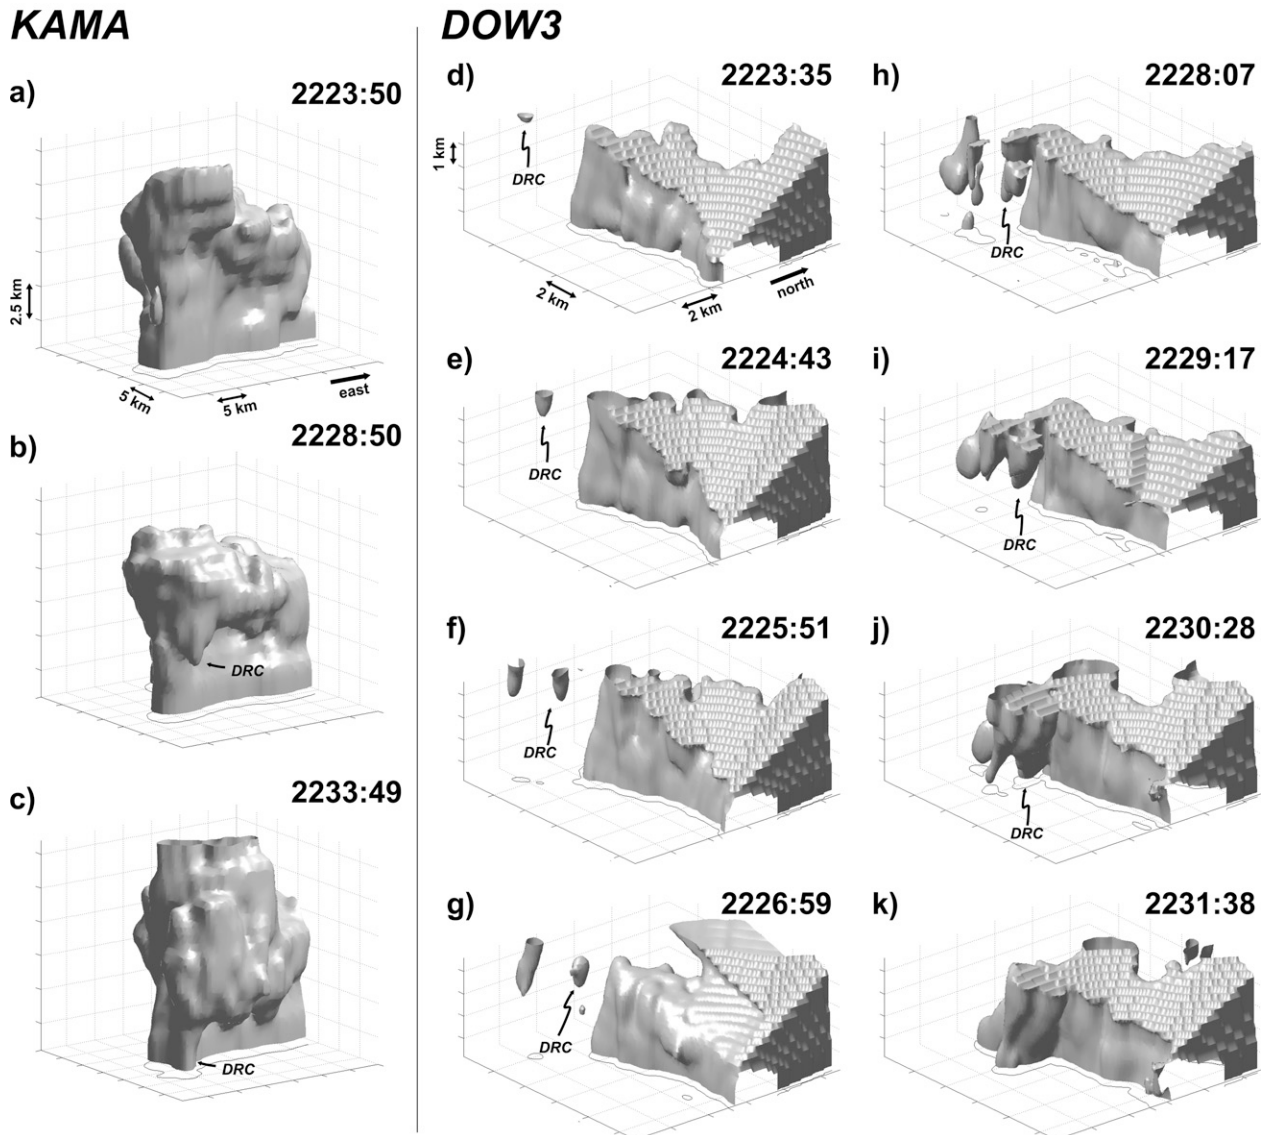 KAMA
DOW3
a)
2223:50
2.5 km
5 km
5 km
east
b)
2228:50
DRC
c)
2233:49
DRC
d)
2223:35
1 km
DRC
2 km
2 km
north
e)
2224:43
DRC
f)
2225:51
DRC
g)
2226:59
DRC
h)
2228:07
DRC
i)
2229:17
DRC
j)
2230:28
DRC
k)
2231:38